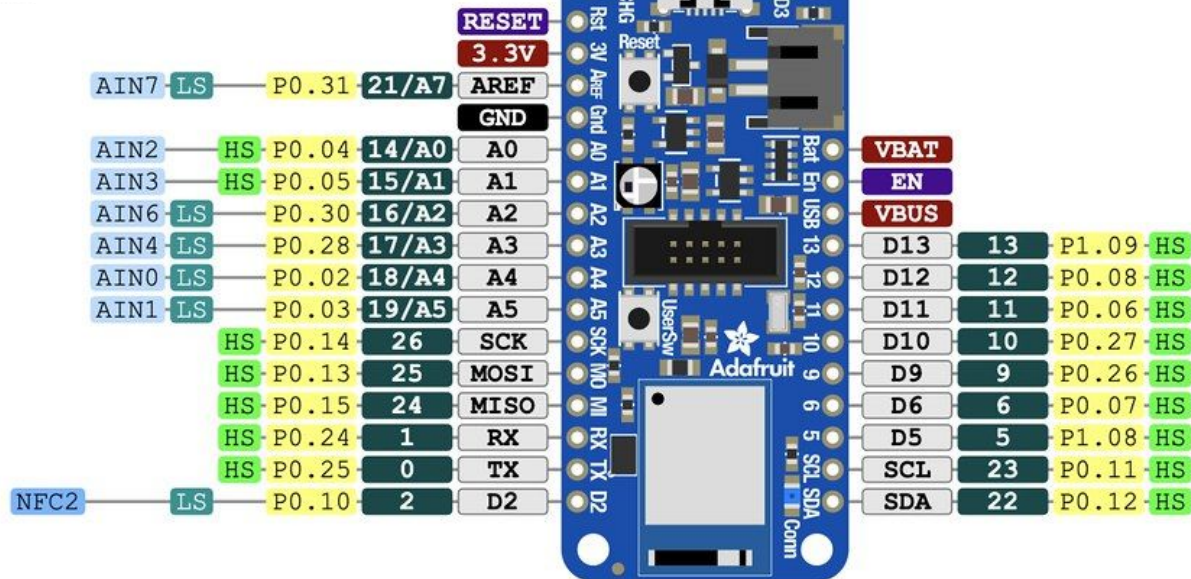 RESET Rst CHG D3
3.3V 3V Reset
AIN7 LS P0.31 21/A7 AREF AREF
GND Gnd
AIN2 HS P0.04 14/A0 A0 A0 Bat VBAT
AIN3 HS P0.05 15/A1 A1 A1 En EN
AIN6 LS P0.30 16/A2 A2 A2 USB VBUS
AIN4 LS P0.28 17/A3 A3 A3 13 D13 13 P1.09 HS
AIN0 LS P0.02 18/A4 A4 A4 12 D12 12 P0.08 HS
AIN1 LS P0.03 19/A5 A5 A5 UserSw 11 D11 11 P0.06 HS
HS P0.14 26 SCK SCK 10 D10 10 P0.27 HS
Adafruit
HS P0.13 25 MOSI MO 9 D9 9 P0.26 HS
HS P0.15 24 MISO MI 6 D6 6 P0.07 HS
HS P0.24 1 RX RX 5 D5 5 P1.08 HS
HS P0.25 0 TX TX SCL SCL 23 P0.11 HS
NFC2 LS P0.10 2 D2 D2 Conn SDA SDA 22 P0.12 HS